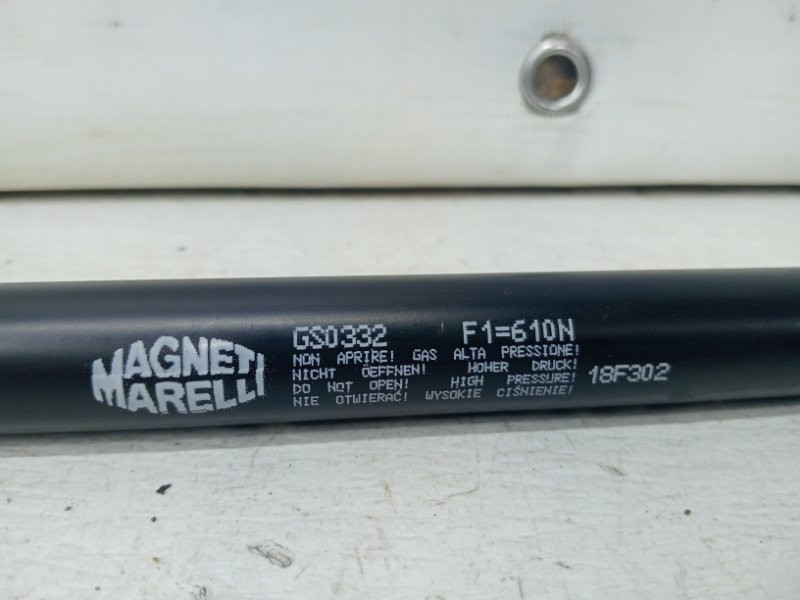 MAGNETI
MARELLI
GS0332 F1=610N
NON APRIRE! GAS ALTA PRESSIONE!
NICHT ÖEFFNEN! HOHER DRUCK!
DO NOT OPEN! HIGH PRESSURE!
NIE OTWIERAĆ! WYSOKIE CIŚNIENIE!
18F302